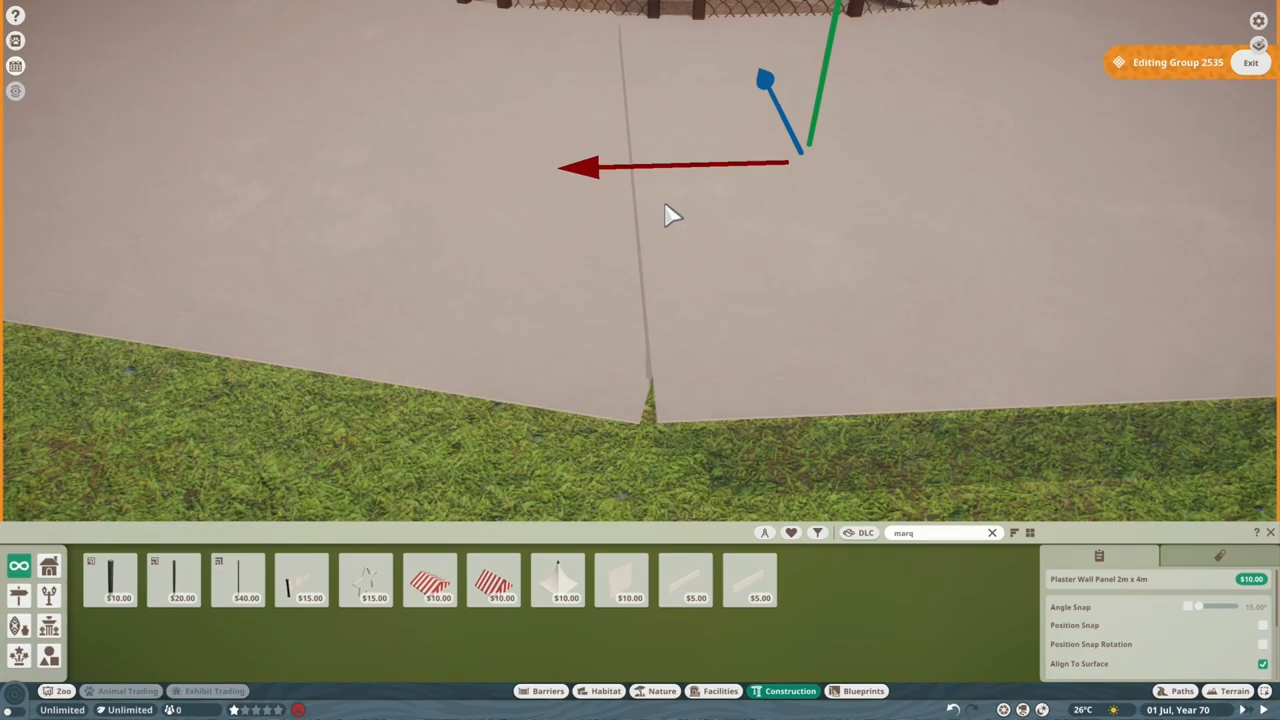 ?
Editing Group 2535
Exit
DLC
marq
?
$10.00
$20.00
$40.00
$15.00
$15.00
$10.00
$10.00
$10.00
$10.00
$5.00
$5.00
Plaster Wall Panel 2m x 4m
$10.00
Angle Snap
15.00°
Position Snap
Position Snap Rotation
Align To Surface
Zoo
Animal Trading
Exhibit Trading
Barriers
Habitat
Nature
Facilities
Construction
Blueprints
Paths
Terrain
Unlimited
Unlimited
0
26°C
01 Jul, Year 70